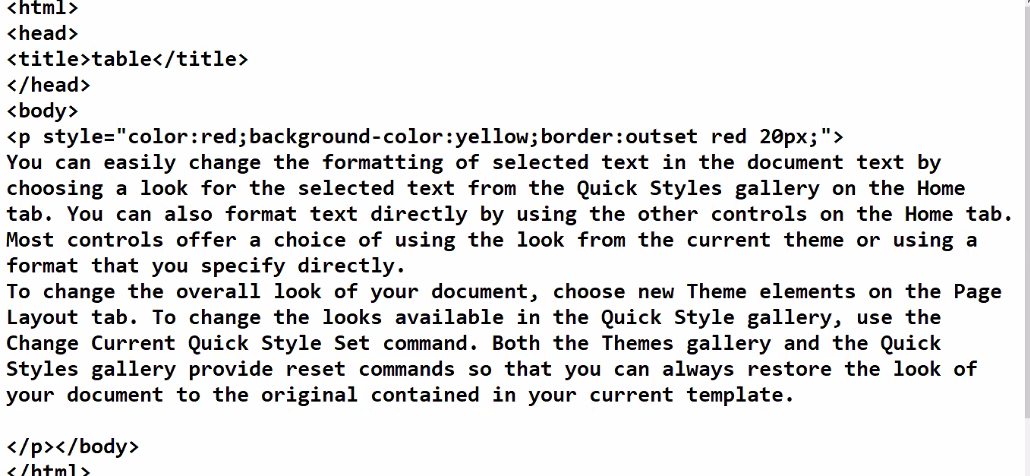 <html>
<head>
<title>table</title>
</head>
<body>
<p style="color:red;background-color:yellow;border:outset red 20px;">
You can easily change the formatting of selected text in the document text by
choosing a look for the selected text from the Quick Styles gallery on the Home
tab. You can also format text directly by using the other controls on the Home tab.
Most controls offer a choice of using the look from the current theme or using a
format that you specify directly.
To change the overall look of your document, choose new Theme elements on the Page
Layout tab. To change the looks available in the Quick Style gallery, use the
Change Current Quick Style Set command. Both the Themes gallery and the Quick
Styles gallery provide reset commands so that you can always restore the look of
your document to the original contained in your current template.
</p></body>
</html>